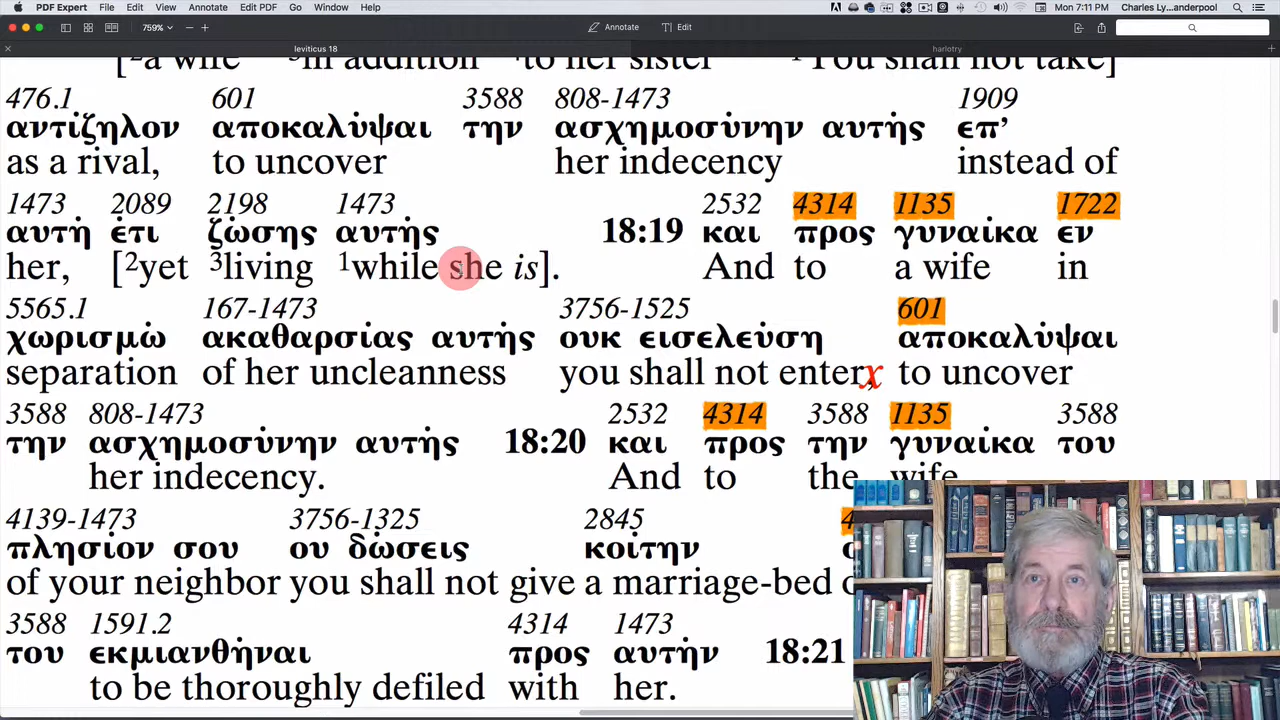 PDF Expert File Edit View Annotate Edit PDF Go Window Help Charles Ly...anderpool Mon 7:11 PM
759% Annotate Edit
leviticus 18 harlotry
[²a wife ³in addition ⁴to her sister ¹You shall not take]
476.1 601 3588 808-1473 1909
αντίζηλον αποκαλύψαι την ασχημοσύνην αυτής επ’
as a rival, to uncover her indecency instead of
1473 2089 2198 1473 2532 4314 1135 1722
αυτή έτι ζώσης αυτής 18:19 και προς γυναίκα εν
her, [²yet ³living ¹while she is]. And to a wife in
5565.1 167-1473 3756-1525 601
χωρισμώ ακαθαρσίας αυτής ουκ εισελεύση αποκαλύψαι
separation of her uncleanness you shall not enter, x to uncover
3588 808-1473 2532 4314 3588 1135 3588
την ασχημοσύνην αυτής 18:20 και προς την γυναίκα του
her indecency. And to the wife
4139-1473 3756-1325 2845
πλησίον σου ου δώσεις κοίτην
of your neighbor you shall not give a marriage-bed
3588 1591.2 4314 1473
του εκμιανθήναι προς αυτήν 18:21
to be thoroughly defiled with her.